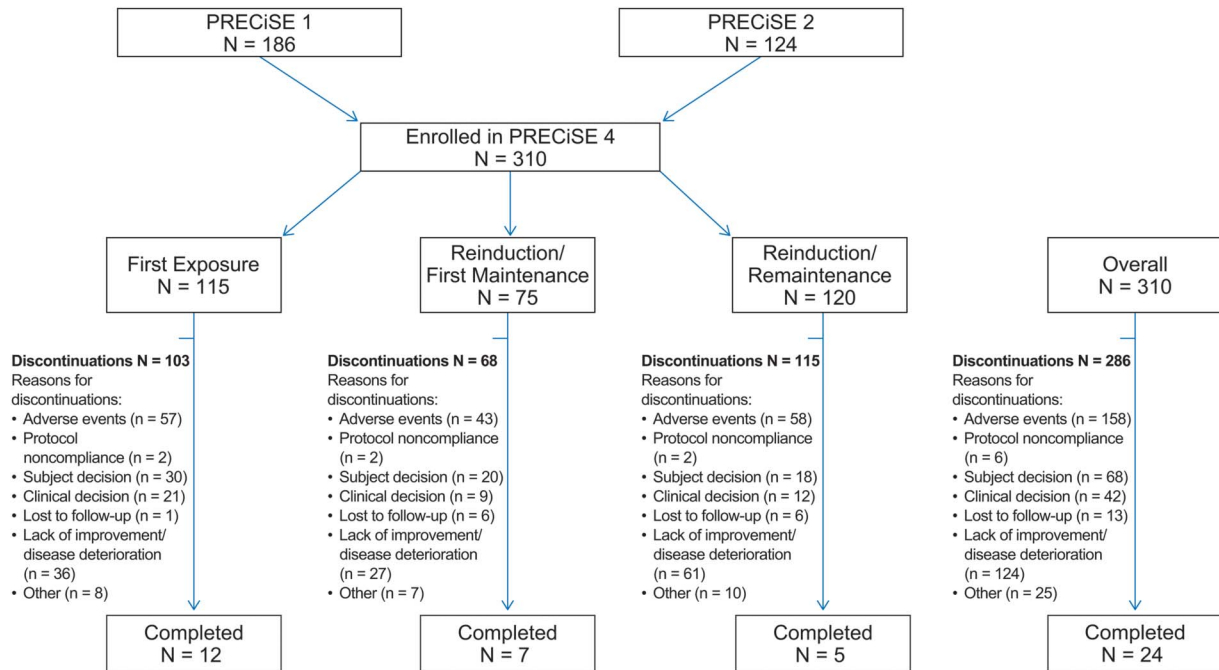 PRECiSE 1
N = 186
PRECiSE 2
N = 124
Enrolled in PRECiSE 4
N = 310
First Exposure
N = 115
Reinduction/
First Maintenance
N = 75
Reinduction/
Remaintenance
N = 120
Overall
N = 310
Discontinuations N = 103
Reasons for
discontinuations:
• Adverse events (n = 57)
• Protocol
noncompliance (n = 2)
• Subject decision (n = 30)
• Clinical decision (n = 21)
• Lost to follow-up (n = 1)
• Lack of improvement/
disease deterioration
(n = 36)
• Other (n = 8)
Discontinuations N = 68
Reasons for
discontinuations:
• Adverse events (n = 43)
• Protocol noncompliance
(n = 2)
• Subject decision (n = 20)
• Clinical decision (n = 9)
• Lost to follow-up (n = 6)
• Lack of improvement/
disease deterioration
(n = 27)
• Other (n = 7)
Discontinuations N = 115
Reasons for
discontinuations:
• Adverse events (n = 58)
• Protocol noncompliance
(n = 2)
• Subject decision (n = 18)
• Clinical decision (n = 12)
• Lost to follow-up (n = 6)
• Lack of improvement/
disease deterioration
(n = 61)
• Other (n = 10)
Discontinuations N = 286
Reasons for
discontinuations:
• Adverse events (n = 158)
• Protocol noncompliance
(n = 6)
• Subject decision (n = 68)
• Clinical decision (n = 42)
• Lost to follow-up (n = 13)
• Lack of improvement/
disease deterioration
(n = 124)
• Other (n = 25)
Completed
N = 12
Completed
N = 7
Completed
N = 5
Completed
N = 24